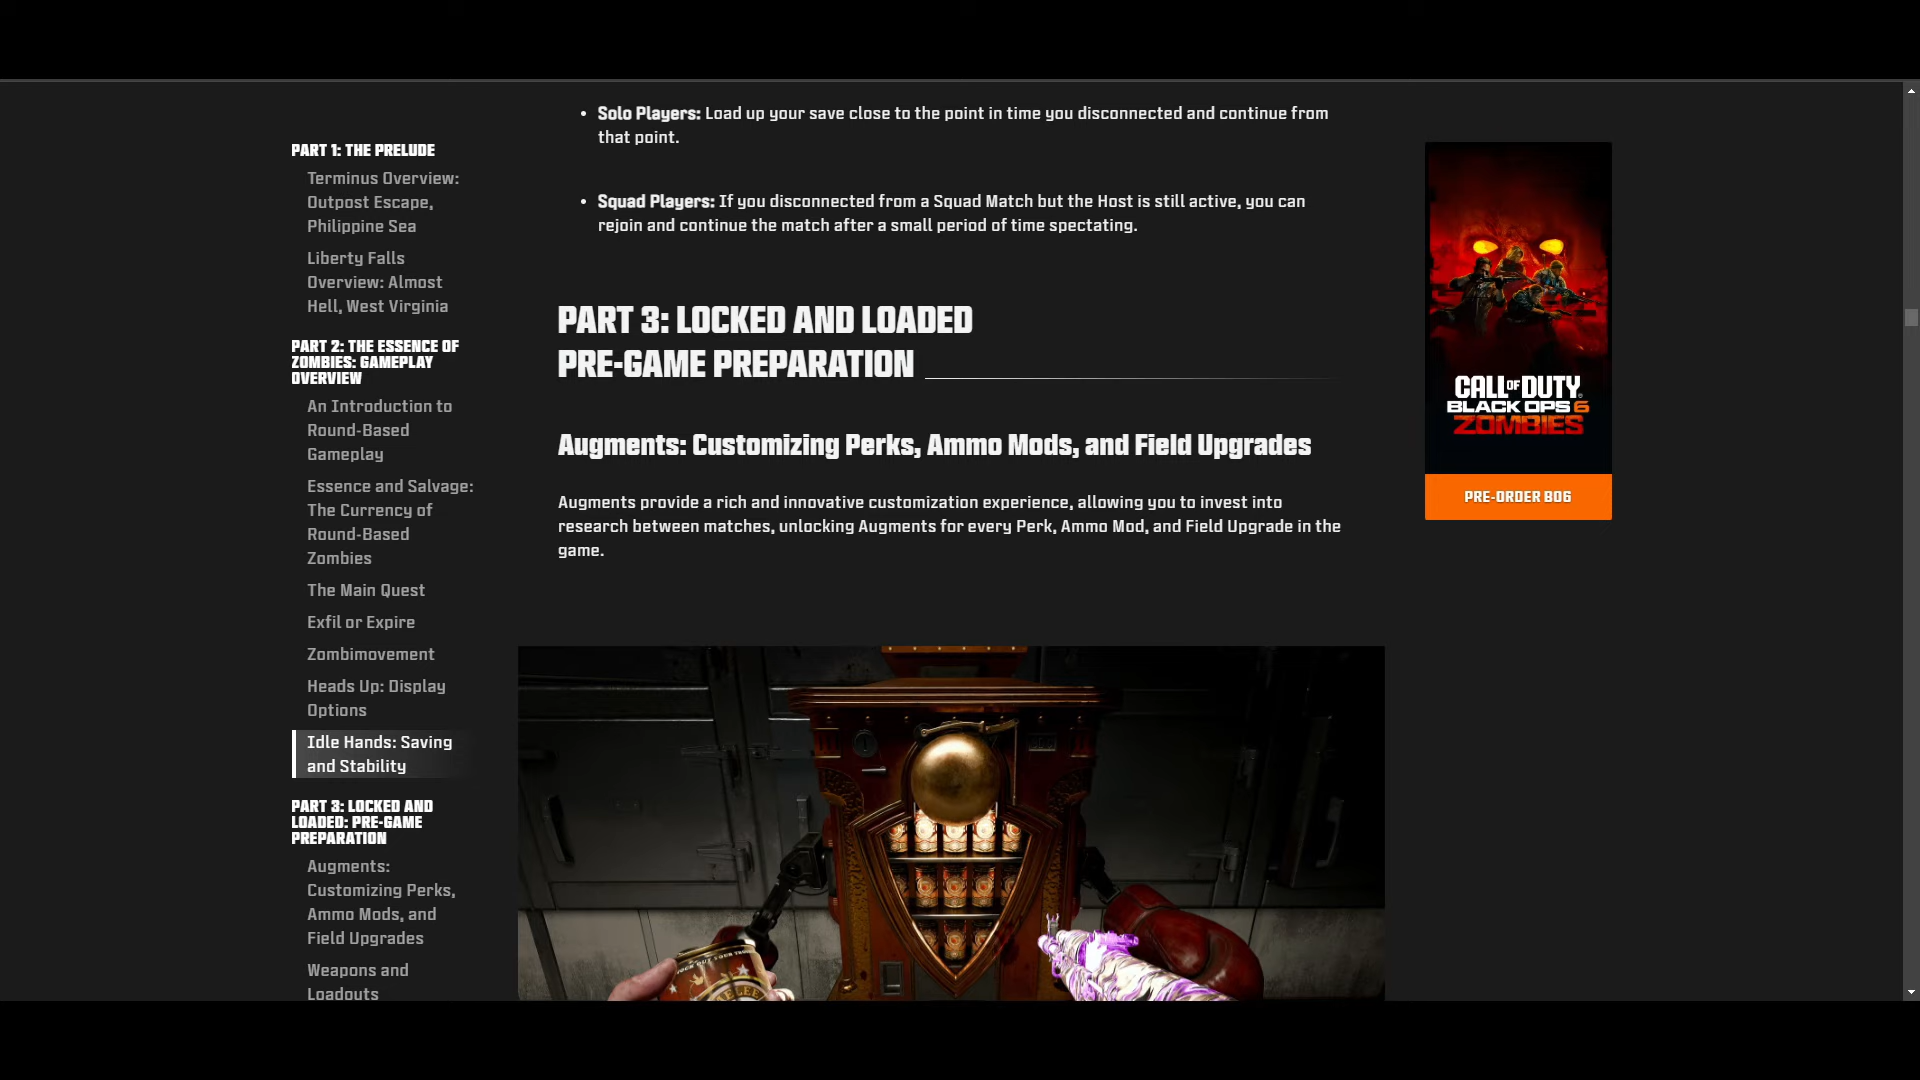 PART 1: THE PRELUDE
Terminus Overview:
Outpost Escape,
Philippine Sea
Liberty Falls
Overview: Almost
Hell, West Virginia
PART 2: THE ESSENCE OF
ZOMBIES: GAMEPLAY
OVERVIEW
An Introduction to
Round-Based
Gameplay
Essence and Salvage:
The Currency of
Round-Based
Zombies
The Main Quest
Exfil or Expire
Zombimovement
Heads Up: Display
Options
Idle Hands: Saving
and Stability
PART 3: LOCKED AND
LOADED: PRE-GAME
PREPARATION
Augments:
Customizing Perks,
Ammo Mods, and
Field Upgrades
Weapons and
Loadouts
• Solo Players: Load up your save close to the point in time you disconnected and continue from
that point.
• Squad Players: If you disconnected from a Squad Match but the Host is still active, you can
rejoin and continue the match after a small period of time spectating.
PART 3: LOCKED AND LOADED
PRE-GAME PREPARATION
Augments: Customizing Perks, Ammo Mods, and Field Upgrades
Augments provide a rich and innovative customization experience, allowing you to invest into
research between matches, unlocking Augments for every Perk, Ammo Mod, and Field Upgrade in the
game.
CALL OF DUTY
BLACK OPS 6
ZOMBIES
PRE-ORDER BO6